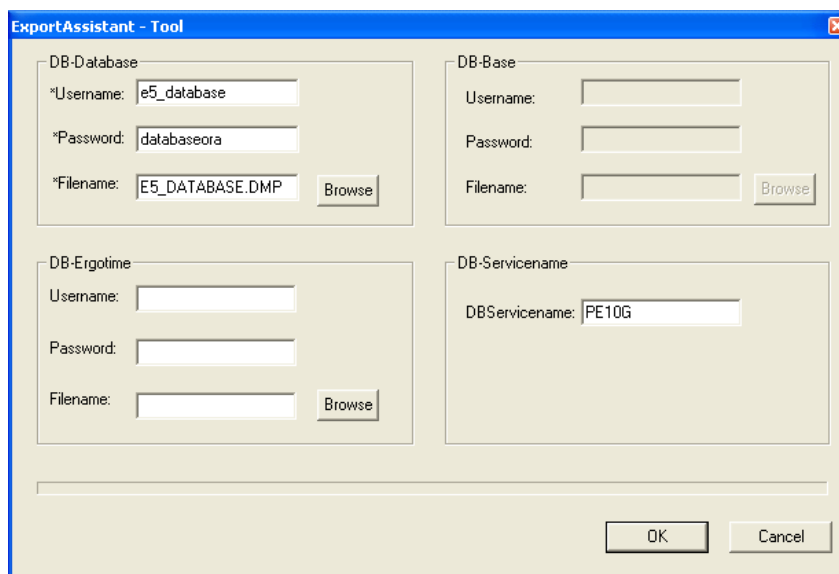 ExportAssistant - Tool
DB-Database
*Username: e5_database
*Password: databaseora
*Filename: E5_DATABASE.DMP Browse
DB-Base
Username:
Password:
Filename: Browse
DB-Ergotime
Username:
Password:
Filename: Browse
DB-Servicename
DBServicename: PE10G
OK Cancel